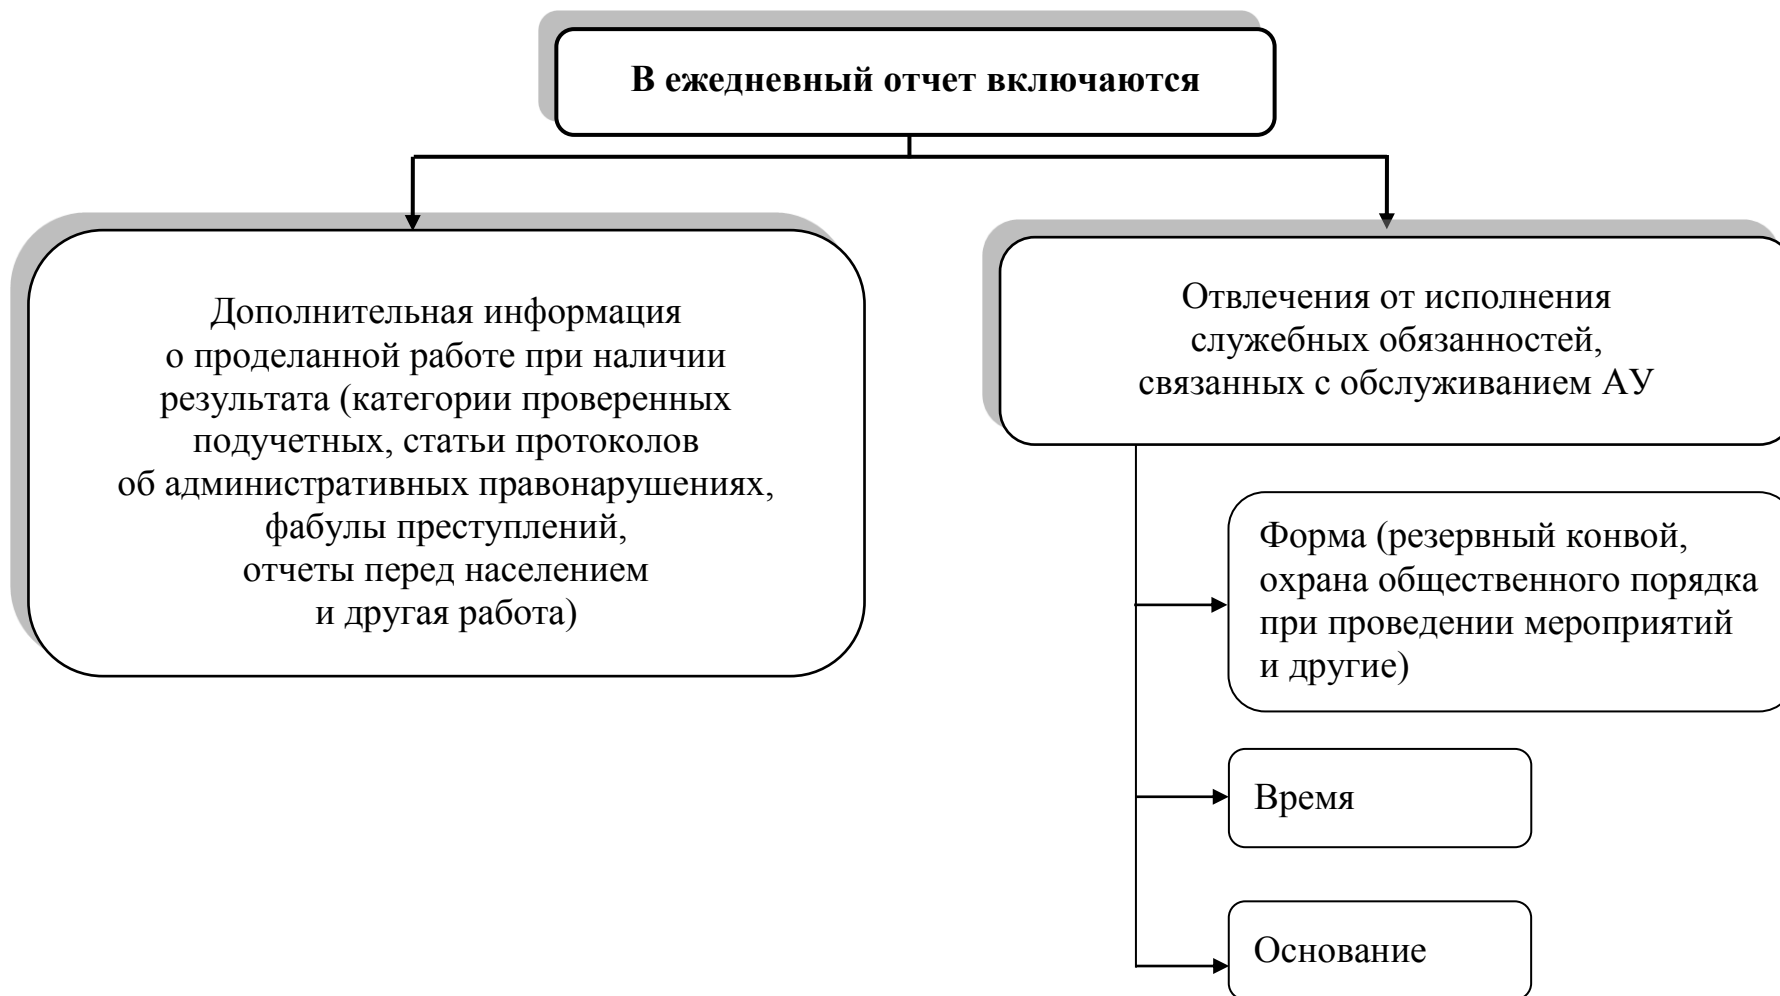 В ежедневный отчет включаются
Дополнительная информация
о проделанной работе при наличии
результата (категории проверенных
подучетных, статьи протоколов
об административных правонарушениях,
фабулы преступлений,
отчеты перед населением
и другая работа)
Отвлечения от исполнения
служебных обязанностей,
связанных с обслуживанием АУ
Форма (резервный конвой,
охрана общественного порядка
при проведении мероприятий
и другие)
Время
Основание